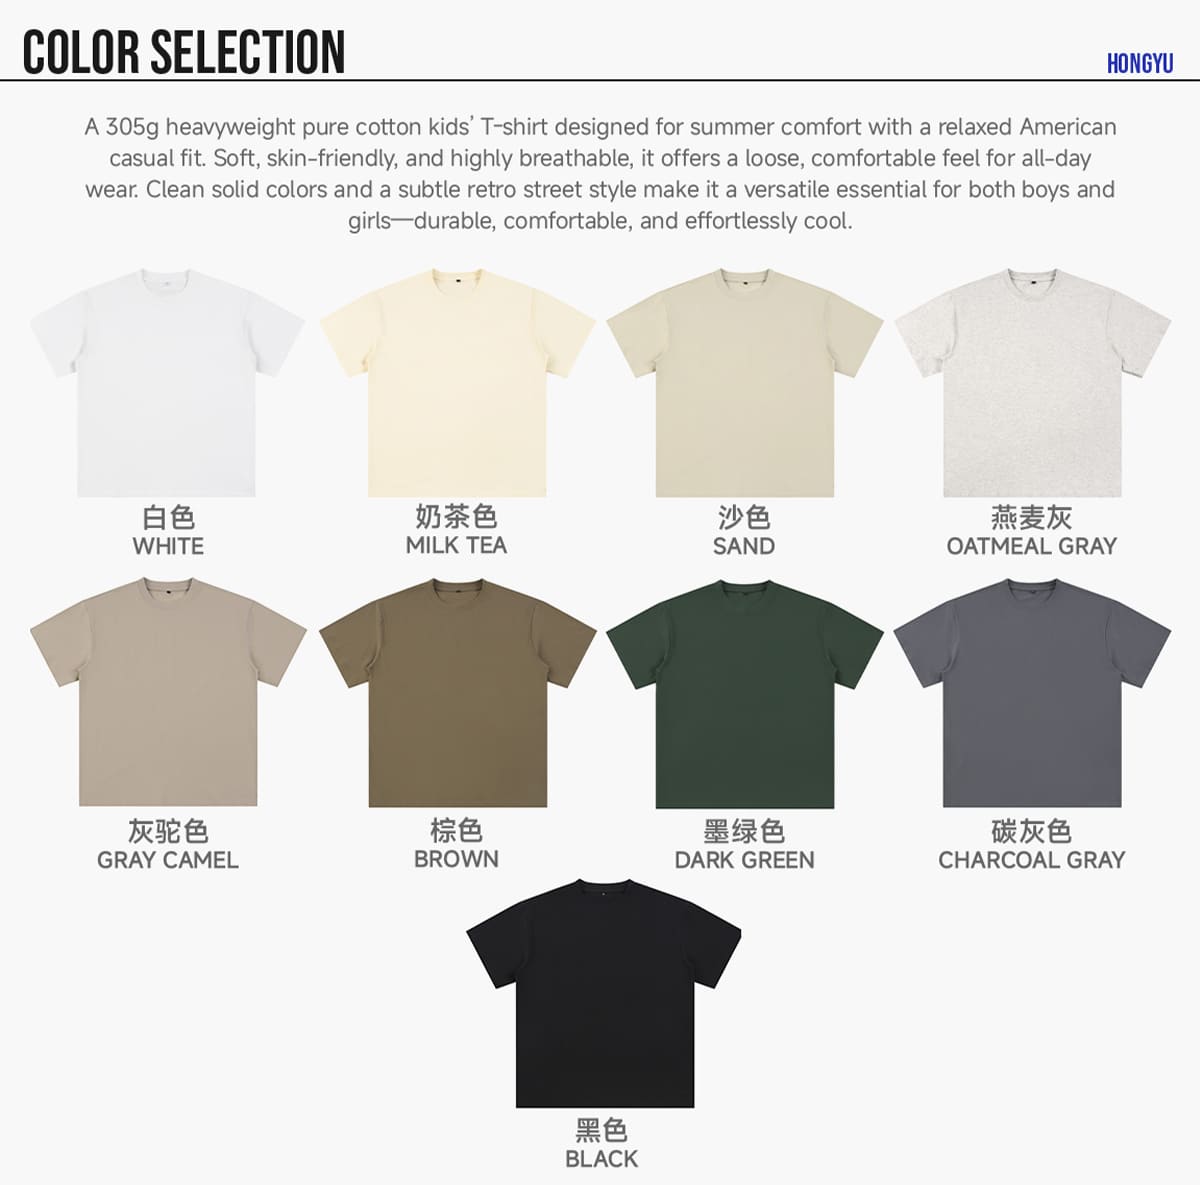 COLOR SELECTION
HONGYU
A 305g heavyweight pure cotton kids’ T-shirt designed for summer comfort with a relaxed American
casual fit. Soft, skin-friendly, and highly breathable, it offers a loose, comfortable feel for all-day
wear. Clean solid colors and a subtle retro street style make it a versatile essential for both boys and
girls—durable, comfortable, and effortlessly cool.
白色
WHITE
奶茶色
MILK TEA
沙色
SAND
燕麦灰
OATMEAL GRAY
灰驼色
GRAY CAMEL
棕色
BROWN
墨绿色
DARK GREEN
碳灰色
CHARCOAL GRAY
黑色
BLACK